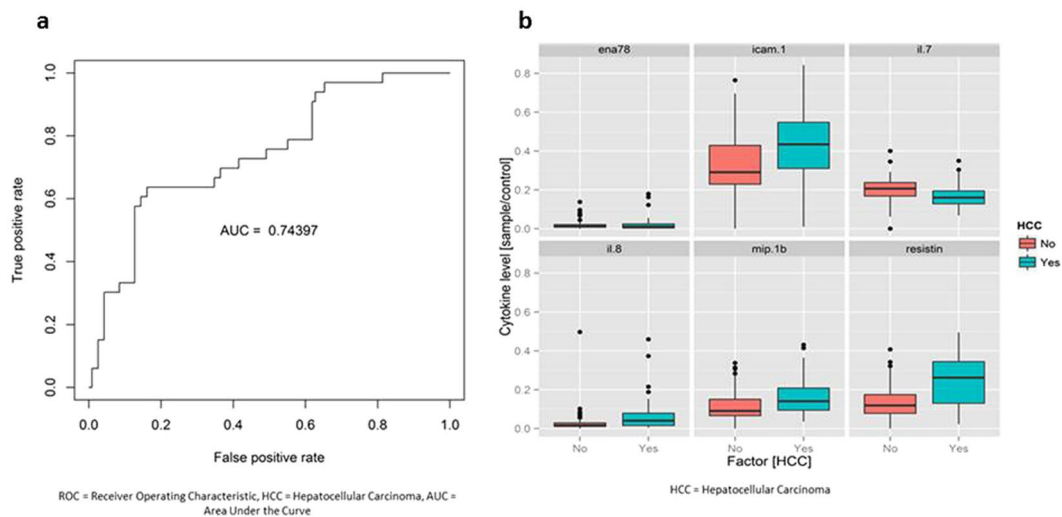 a
1.0
0.8
0.6
0.4
0.2
0.0
True positive rate
AUC = 0.74397
0.0 0.2 0.4 0.6 0.8 1.0
False positive rate
ROC = Receiver Operating Characteristic, HCC = Hepatocellular Carcinoma, AUC =
Area Under the Curve
b
ena78 icam.1 il.7
0.8
0.6
0.4
0.2
0.0
Cytokine level [sample/control]
il.8 mip.1b resistin
0.8
0.6
0.4
0.2
0.0
No Yes No Yes No Yes
Factor [HCC]
HCC
No
Yes
HCC = Hepatocellular Carcinoma